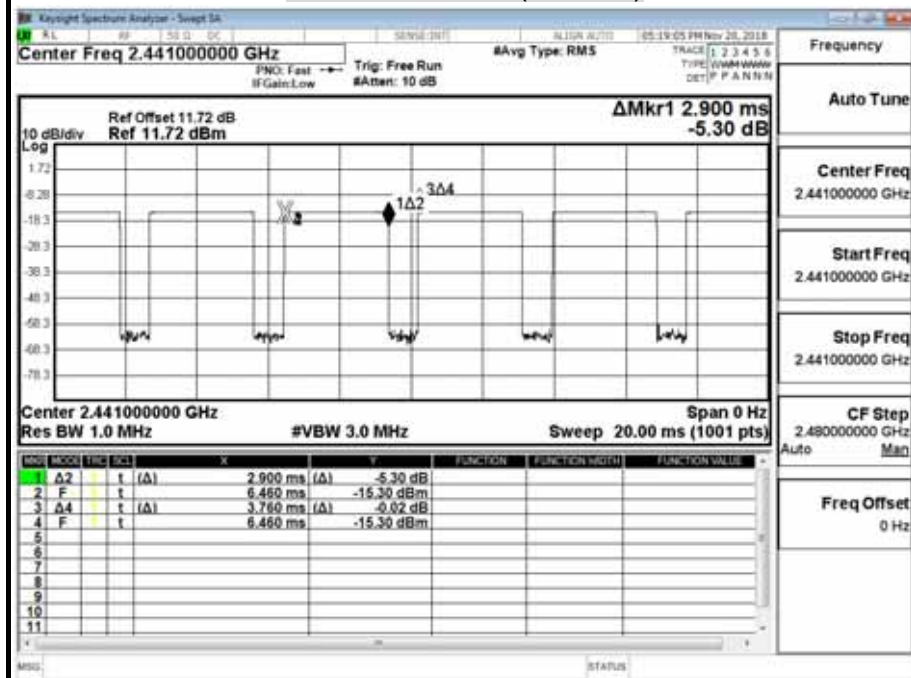 Keysight Spectrum Analyzer - Swept SA
RL RF 50 Ω DC SENSE:INT ALIGN AUTO 05:19:05 PM Nov 20, 2018
Center Freq 2.441000000 GHz
#Avg Type: RMS
TRACE 1 2 3 4 5 6
PNO: Fast
Trig: Free Run
TYPE WWWWWW
IFGain:Low
#Atten: 10 dB
DET P P A N N N
ΔMkr1 2.900 ms
-5.30 dB
Ref Offset 11.72 dB
10 dB/div Ref 11.72 dBm
Log
1.72
-8.28
-18.3
-28.3
-38.3
-48.3
-58.3
-68.3
-78.3
2
1Δ2
3Δ4
Center 2.441000000 GHz Span 0 Hz
Res BW 1.0 MHz #VBW 3.0 MHz Sweep 20.00 ms (1001 pts)
MKR MODE TRC SCL X Y FUNCTION FUNCTION WIDTH FUNCTION VALUE
1 Δ2 1 t (Δ) 2.900 ms (Δ) -5.30 dB
2 F 1 t 6.460 ms -15.30 dBm
3 Δ4 1 t (Δ) 3.760 ms (Δ) -0.02 dB
4 F 1 t 6.460 ms -15.30 dBm
5
6
7
8
9
10
11
MSG STATUS
Frequency
Auto Tune
Center Freq
2.441000000 GHz
Start Freq
2.441000000 GHz
Stop Freq
2.441000000 GHz
CF Step
2.480000000 GHz
Auto Man
Freq Offset
0 Hz